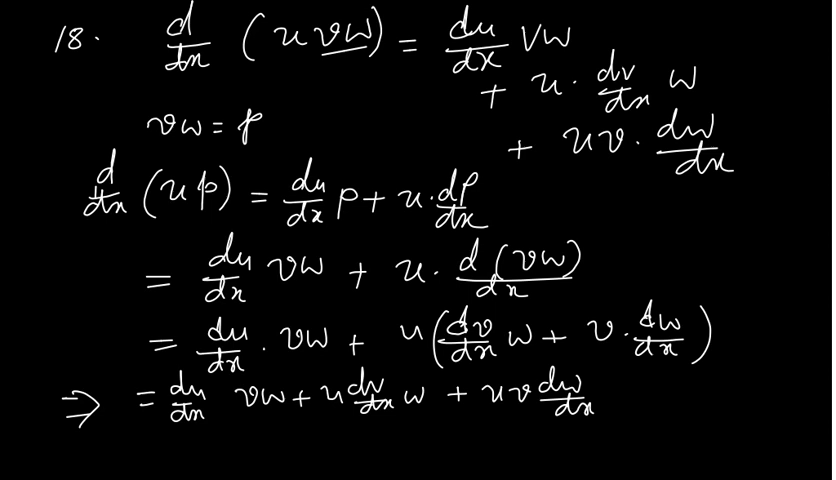 18. d/dx (uvw) = du/dx vw
+ u · dv/dx w
+ uv · dw/dx
vw = p
d/dx (up) = du/dx p + u · dp/dx
= du/dx vw + u · d(vw)/dx
= du/dx · vw + u(dv/dx w + v · dw/dx)
⇒ = du/dx vw + u dv/dx w + uv dw/dx